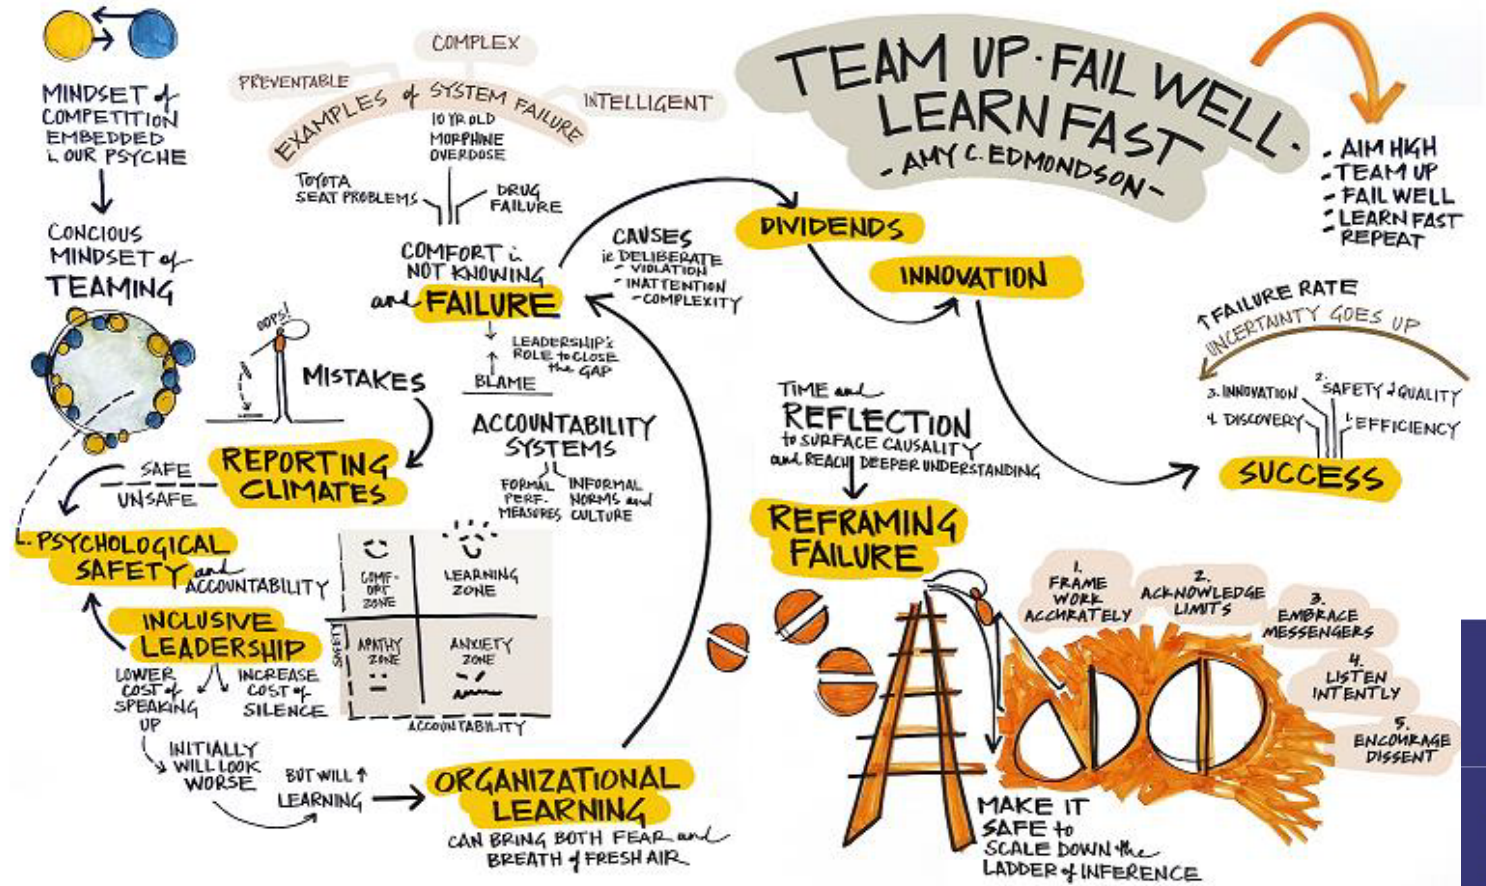 TEAM UP · FAIL WELL ·
LEARN FAST
- AMY C. EDMONDSON -
- AIM HIGH
- TEAM UP
- FAIL WELL
- LEARN FAST
- REPEAT
MINDSET of
COMPETITION
EMBEDDED
in OUR PSYCHE
CONCIOUS
MINDSET of
TEAMING
COMPLEX
PREVENTABLE
INTELLIGENT
EXAMPLES of SYSTEM FAILURE
10 YR OLD
MORPHINE
OVERDOSE
TOYOTA
SEAT PROBLEMS
DRUG
FAILURE
COMFORT in
NOT KNOWING
and FAILURE
CAUSES
ie DELIBERATE
- VIOLATION
- INATTENTION
- COMPLEXITY
LEADERSHIP's
ROLE to CLOSE
the GAP
BLAME
OOPS!
MISTAKES
REPORTING
CLIMATES
SAFE
UNSAFE
ACCOUNTABILITY
SYSTEMS
FORMAL
PERF.
MEASURES
INFORMAL
NORMS and
CULTURE
PSYCHOLOGICAL
SAFETY and
ACCOUNTABILITY
COMF-
ORT
ZONE
LEARNING
ZONE
APATHY
ZONE
ANXIETY
ZONE
SAFETY
ACCOUNTABILITY
INCLUSIVE
LEADERSHIP
LOWER
COST of
SPEAKING
UP
INCREASE
COST of
SILENCE
INITIALLY
WILL LOOK
WORSE
BUT WILL ↑
LEARNING
ORGANIZATIONAL
LEARNING
CAN BRING BOTH FEAR and
BREATH of FRESH AIR
DIVIDENDS
INNOVATION
↑ FAILURE RATE
UNCERTAINTY GOES UP
3. INNOVATION
2. SAFETY & QUALITY
4. DISCOVERY
1. EFFICIENCY
SUCCESS
TIME and
REFLECTION
to SURFACE CAUSALITY
and REACH DEEPER UNDERSTANDING
REFRAMING
FAILURE
1.
FRAME
WORK
ACCURATELY
2.
ACKNOWLEDGE
LIMITS
3.
EMBRACE
MESSENGERS
4.
LISTEN
INTENTLY
5.
ENCOURAGE
DISSENT
MAKE IT
SAFE to
SCALE DOWN the
LADDER of INFERENCE